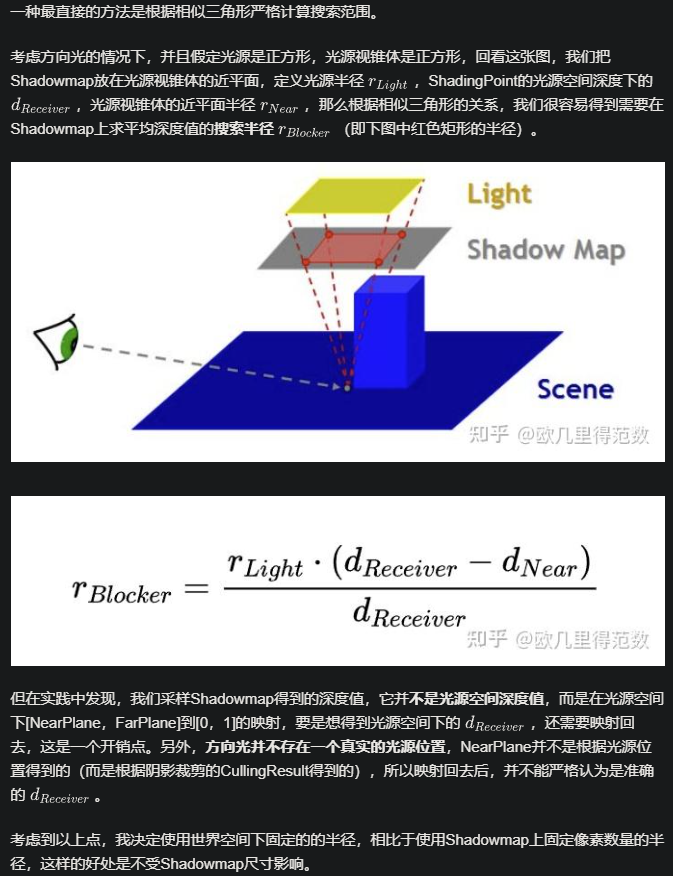 一种最直接的方法是根据相似三角形严格计算搜索范围。
考虑方向光的情况下，并且假定光源是正方形，光源视锥体是正方形，回看这张图，我们把
Shadowmap放在光源视锥体的近平面，定义光源半径 r_{Light} ，ShadingPoint的光源空间深度下的
d_{Receiver} ，光源视锥体的近平面半径 r_{Near} ，那么根据相似三角形的关系，我们很容易得到需要在
Shadowmap上求平均深度值的搜索半径 r_{Blocker} （即下图中红色矩形的半径）。
Light
Shadow Map
Scene
知乎 @欧几里得范数
r_{Blocker} = \frac{r_{Light} \cdot (d_{Receiver} - d_{Near})}{d_{Receiver}}
知乎 @欧几里得范数
但在实践中发现，我们采样Shadowmap得到的深度值，它并不是光源空间深度值，而是在光源空间
下[NearPlane，FarPlane]到[0，1]的映射，要是想得到光源空间下的 d_{Receiver} ，还需要映射回
去，这是一个开销点。另外，方向光并不存在一个真实的光源位置，NearPlane并不是根据光源位
置得到的（而是根据阴影裁剪的CullingResult得到的），所以映射回去后，并不能严格认为是准确
的 d_{Receiver} 。
考虑到以上点，我决定使用世界空间下固定的的半径，相比于使用Shadowmap上固定像素数量的半
径，这样的好处是不受Shadowmap尺寸影响。